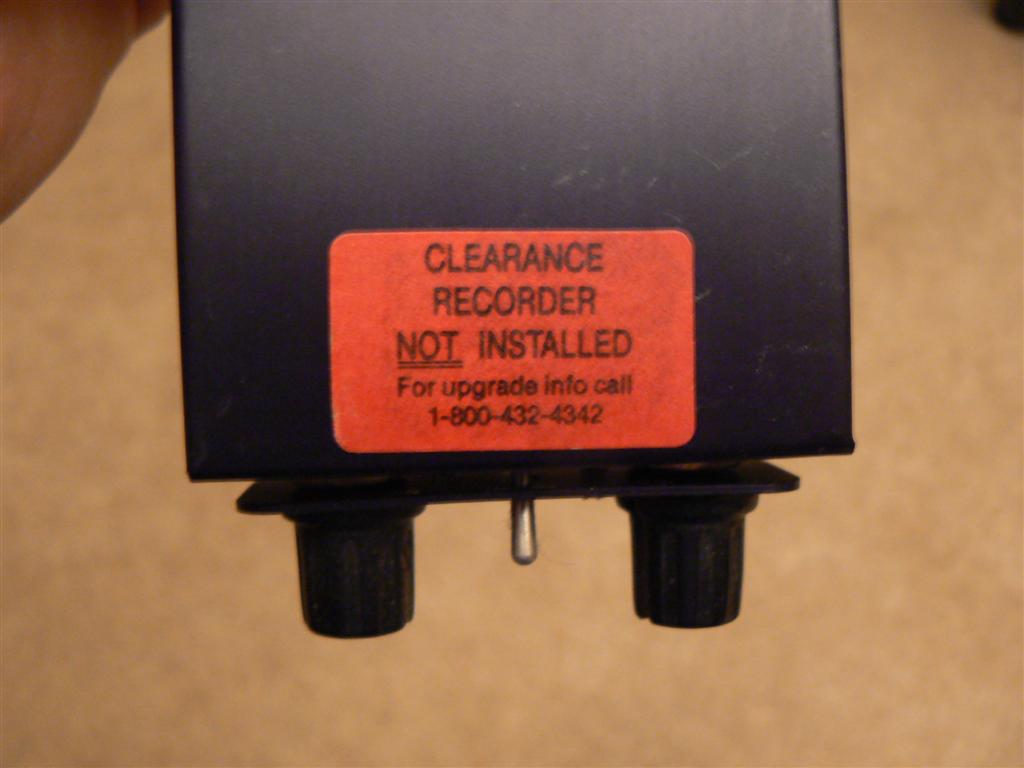 CLEARANCE
RECORDER
NOT INSTALLED
For upgrade info call
1-800-432-4342